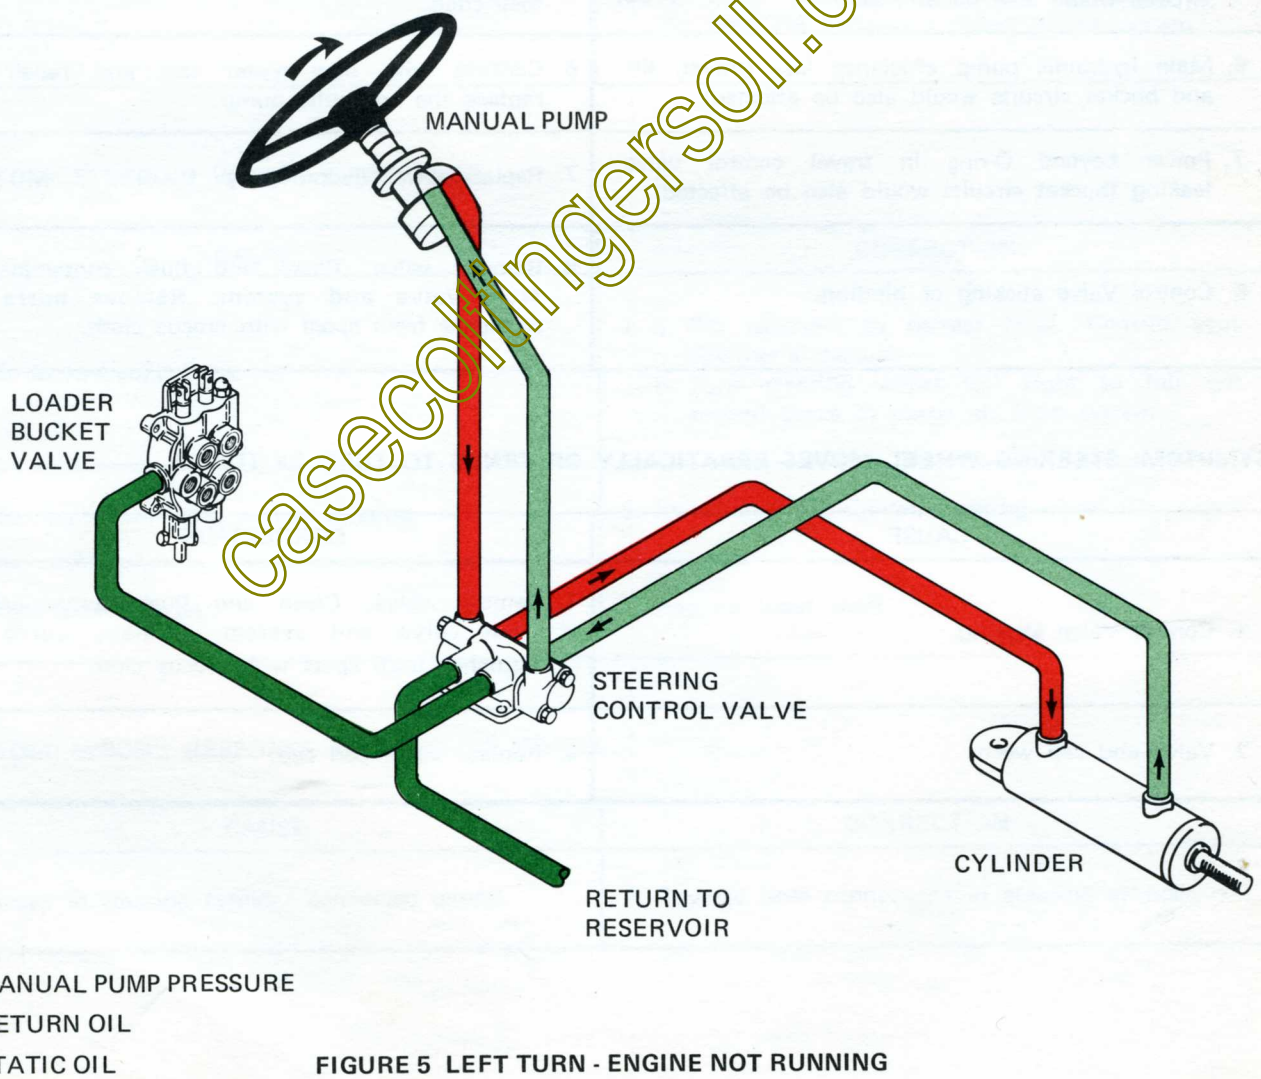 MANUAL PUMP
LOADER
BUCKET
VALVE
STEERING
CONTROL VALVE
CYLINDER
RETURN TO
RESERVOIR
ANUAL PUMP PRESSURE
ETURN OIL
TATIC OIL
FIGURE 5 LEFT TURN - ENGINE NOT RUNNING
casecoltingersoll.c